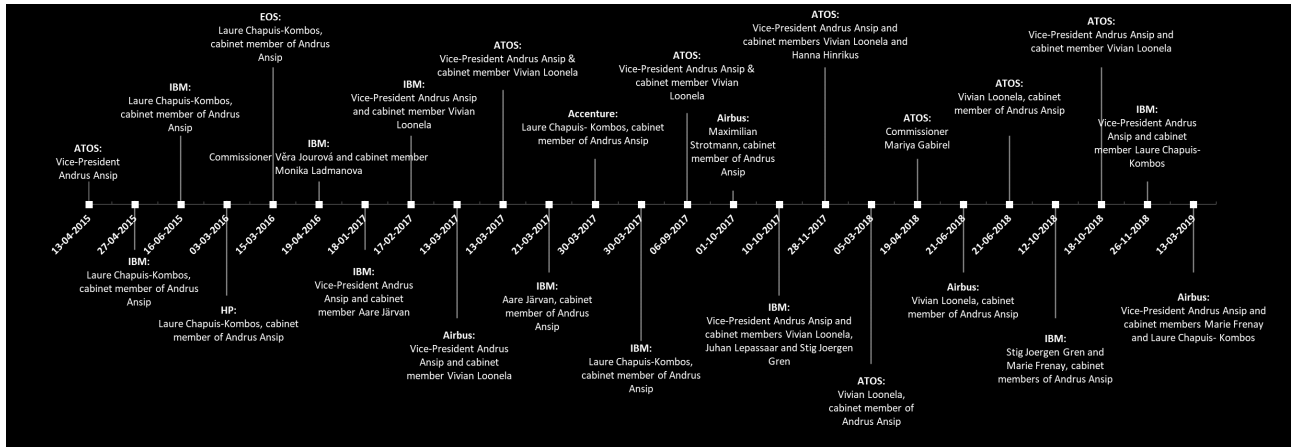 ATOS:
Vice-President
Andrus Ansip
IBM:
Laure Chapuis-Kombos,
cabinet member of Andrus
Ansip
EOS:
Laure Chapuis-Kombos,
cabinet member of Andrus
Ansip
IBM:
Commissioner Věra Jourová and cabinet member
Monika Ladmanova
IBM:
Vice-President Andrus Ansip
and cabinet member Vivian
Loonela
ATOS:
Vice-President Andrus Ansip &
cabinet member Vivian Loonela
Accenture:
Laure Chapuis- Kombos, cabinet
member of Andrus Ansip
ATOS:
Vice-President Andrus Ansip &
cabinet member Vivian
Loonela
Airbus:
Maximilian
Strotmann, cabinet
member of Andrus
Ansip
ATOS:
Vice-President Andrus Ansip and
cabinet members Vivian Loonela and
Hanna Hinrikus
ATOS:
Commissioner
Mariya Gabirel
ATOS:
Vivian Loonela, cabinet
member of Andrus Ansip
ATOS:
Vice-President Andrus Ansip and
cabinet member Vivian Loonela
IBM:
Vice-President Andrus
Ansip and cabinet
member Laure Chapuis-
Kombos
13-04-2015
27-04-2015
16-06-2015
03-03-2016
15-03-2016
19-04-2016
18-01-2017
17-02-2017
13-03-2017
13-03-2017
21-03-2017
30-03-2017
30-03-2017
06-09-2017
01-10-2017
10-10-2017
28-11-2017
05-03-2018
19-04-2018
21-06-2018
21-06-2018
12-10-2018
18-10-2018
26-11-2018
13-03-2019
IBM:
Laure Chapuis-Kombos,
cabinet member of Andrus
Ansip
HP:
Laure Chapuis-Kombos, cabinet
member of Andrus Ansip
IBM:
Vice-President Andrus
Ansip and cabinet
member Aare Järvan
Airbus:
Vice-President Andrus
Ansip and cabinet
member Vivian Loonela
IBM:
Aare Järvan, cabinet
member of Andrus
Ansip
IBM:
Laure Chapuis-Kombos,
cabinet member of Andrus
Ansip
IBM:
Vice-President Andrus Ansip and
cabinet members Vivian Loonela,
Juhan Lepassaar and Stig Joergen
Gren
ATOS:
Vivian Loonela,
cabinet member of
Andrus Ansip
Airbus:
Vivian Loonela, cabinet
member of Andrus Ansip
IBM:
Stig Joergen Gren and
Marie Frenay, cabinet
members of Andrus Ansip
Airbus:
Vice-President Andrus Ansip and
cabinet members Marie Frenay
and Laure Chapuis- Kombos